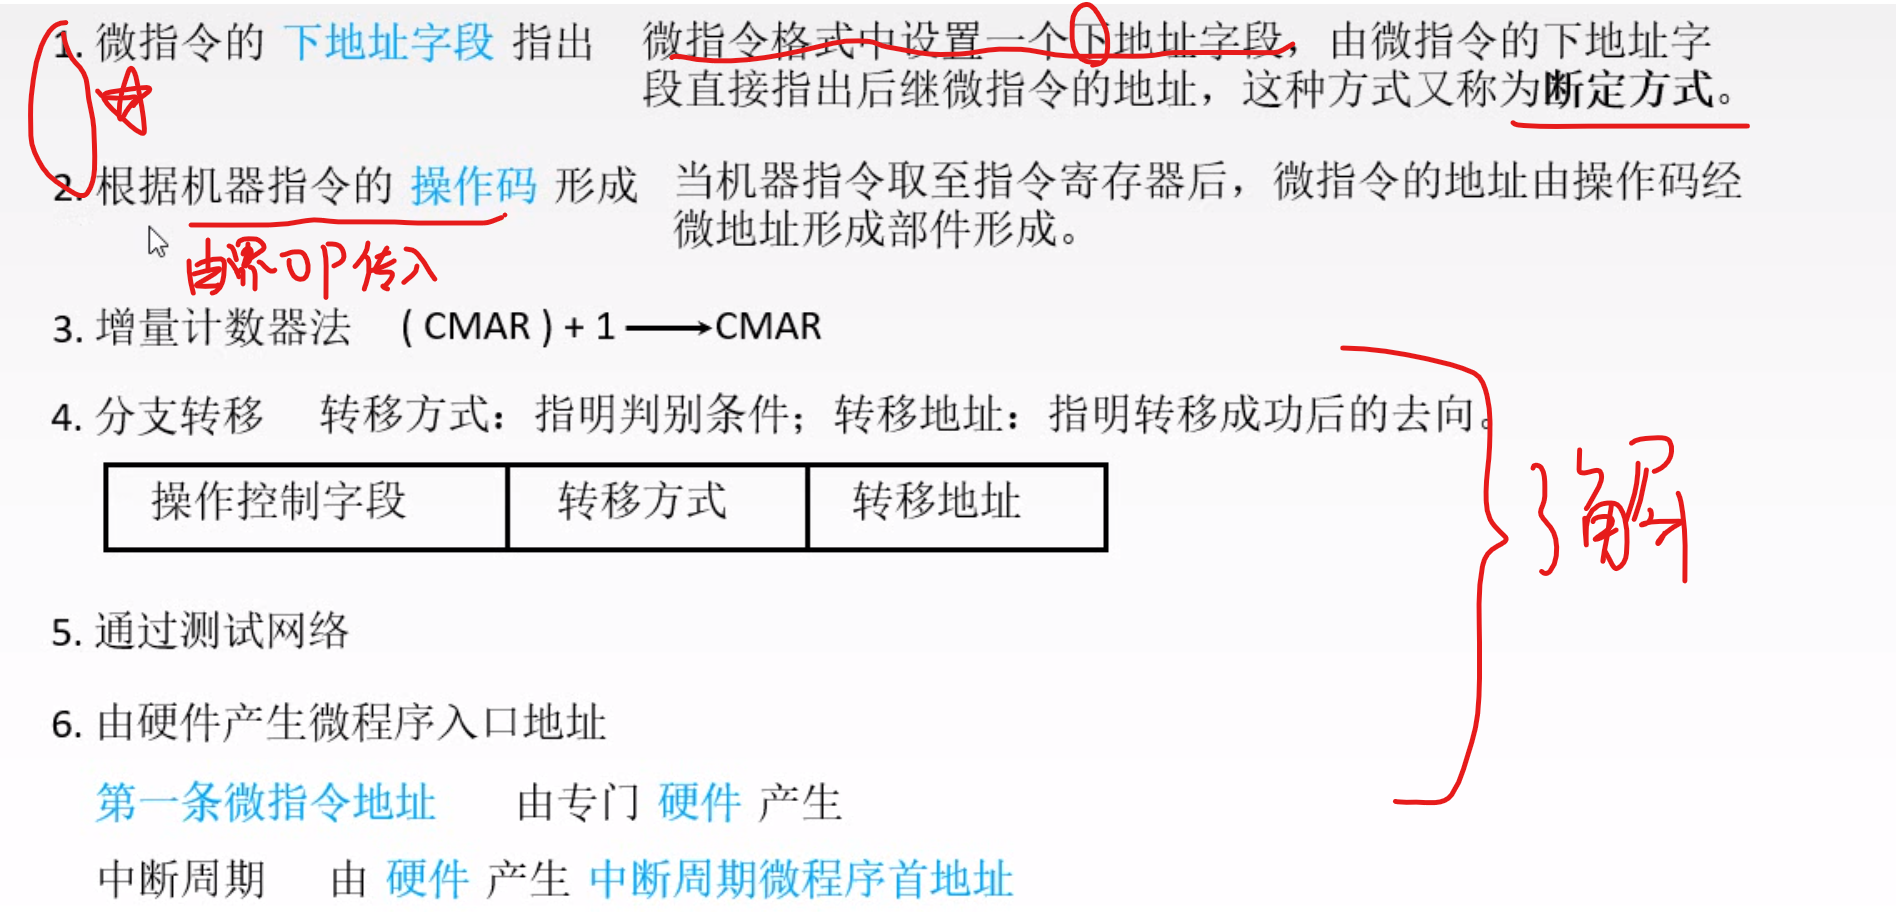 1. 微指令的 下地址字段 指出 微指令格式中设置一个下地址字段，由微指令的下地址字
段直接指出后继微指令的地址，这种方式又称为断定方式。
2. 根据机器指令的 操作码 形成 当机器指令取至指令寄存器后，微指令的地址由操作码经
微地址形成部件形成。
由界OP传入
3. 增量计数器法 ( CMAR ) + 1 ⟶ CMAR
4. 分支转移 转移方式：指明判别条件；转移地址：指明转移成功后的去向。
操作控制字段 转移方式 转移地址
了解
5. 通过测试网络
6. 由硬件产生微程序入口地址
第一条微指令地址 由专门 硬件 产生
中断周期 由 硬件 产生 中断周期微程序首地址